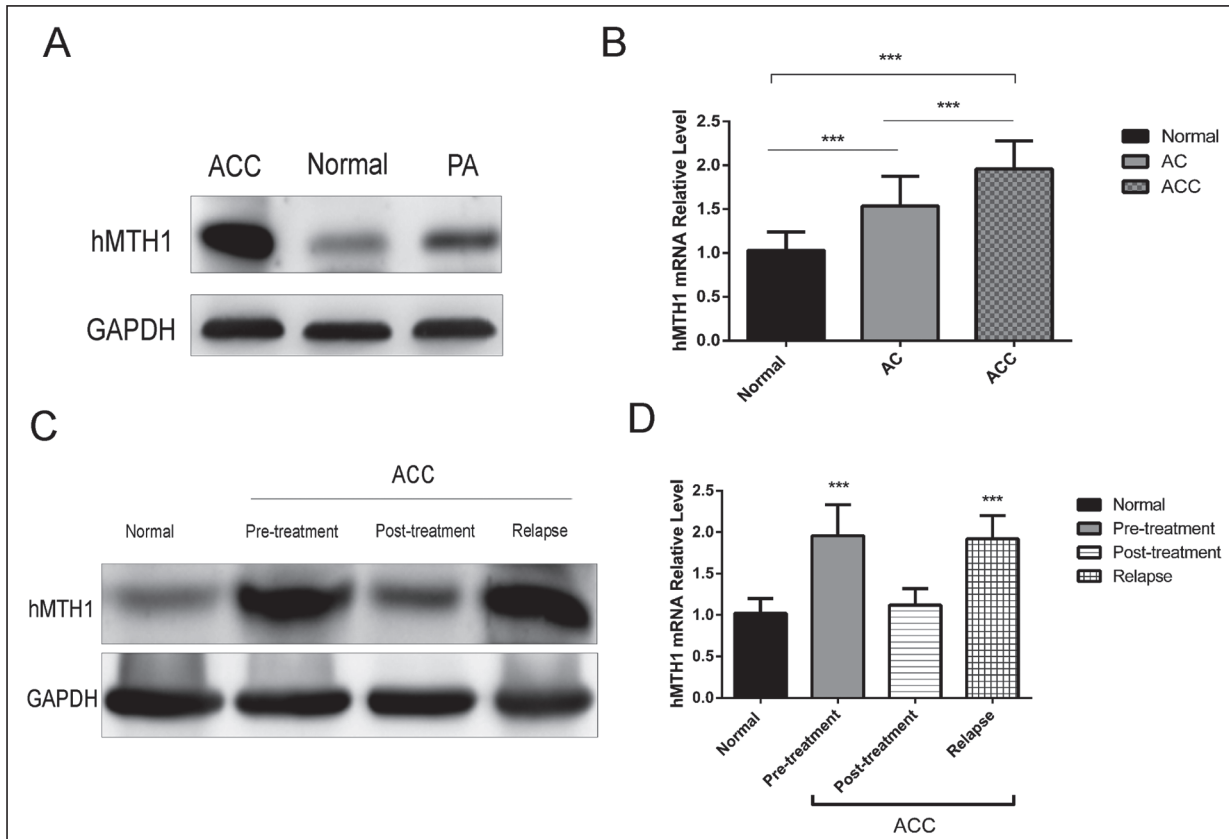 A
ACC Normal PA
hMTH1
GAPDH
B
***
***
***
hMTH1 mRNA Relative Level
2.5
2.0
1.5
1.0
0.5
0.0
Normal
AC
ACC
Normal
AC
ACC
C
ACC
Normal Pre-treatment Post-treatment Relapse
hMTH1
GAPDH
D
***
***
hMTH1 mRNA Relative Level
2.5
2.0
1.5
1.0
0.5
0.0
Normal
Pre-treatment
Post-treatment
Relapse
ACC
Normal
Pre-treatment
Post-treatment
Relapse